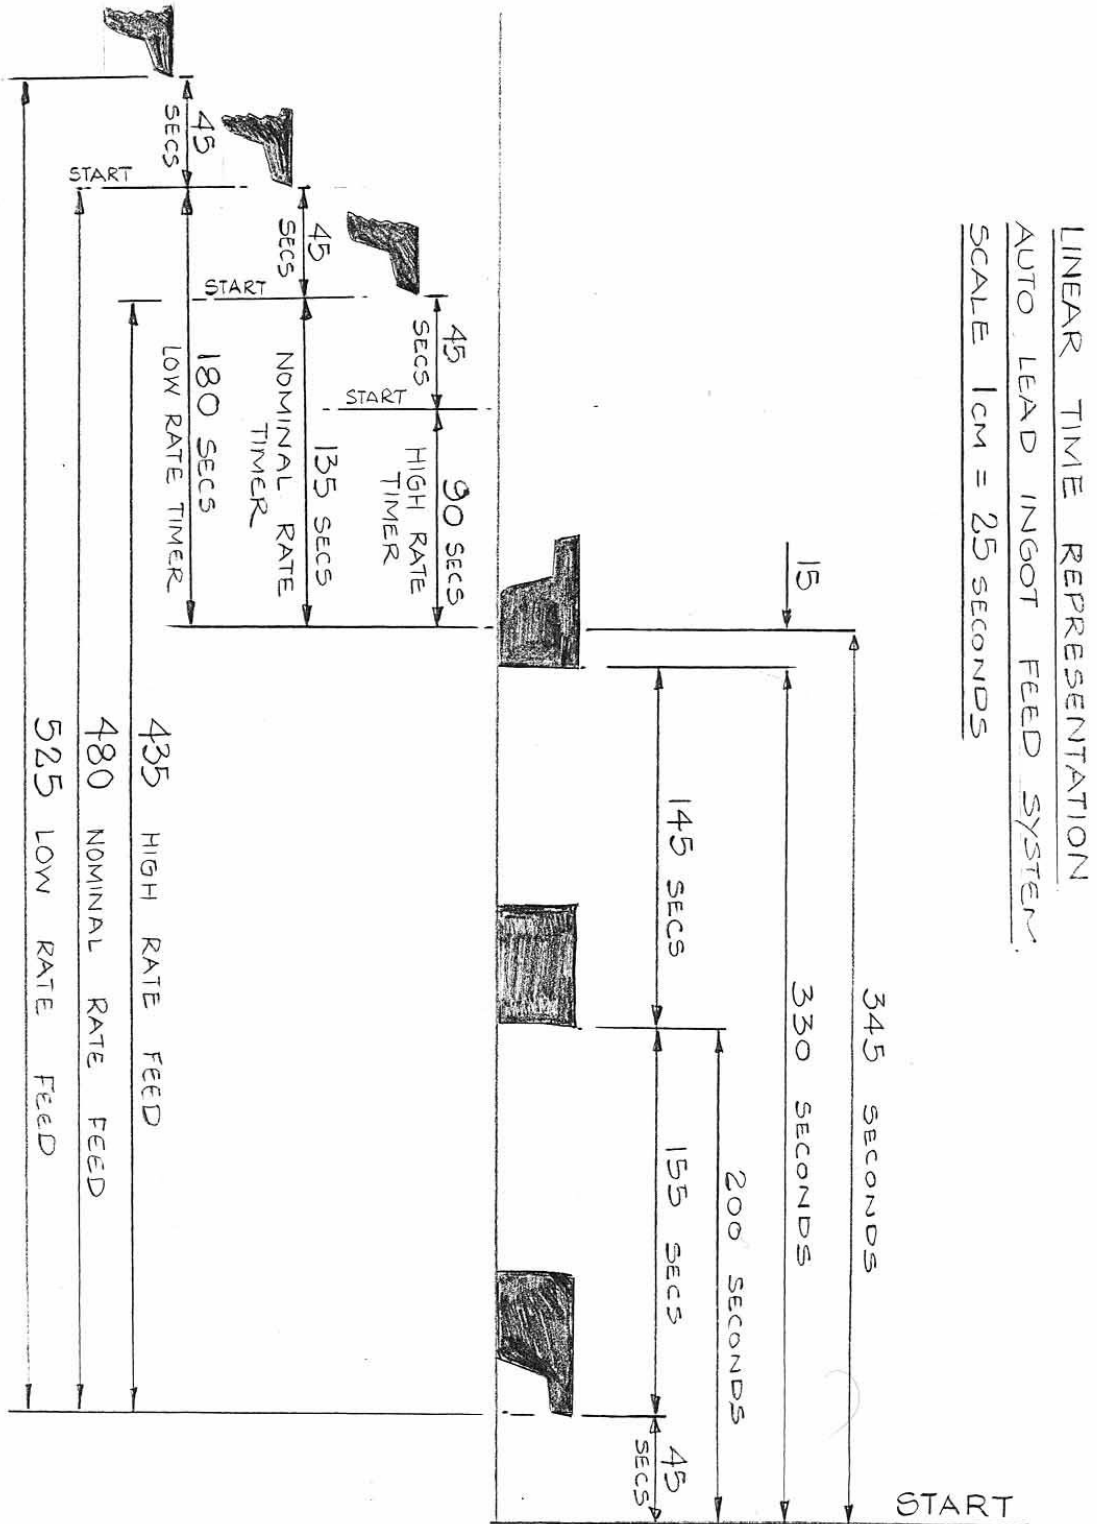 LINEAR TIME REPRESENTATION
AUTO LEAD INGOT FEED SYSTEM.
SCALE 1CM = 25 SECONDS
START
345 SECONDS
15
330 SECONDS
200 SECONDS
145 SECS
155 SECS
45
SECS
45
SECS
90 SECS
HIGH RATE
TIMER
START
45
SECS
135 SECS
NOMINAL RATE
TIMER
START
45
SECS
180 SECS
LOW RATE TIMER
START
435 HIGH RATE FEED
480 NOMINAL RATE FEED
525 LOW RATE FEED